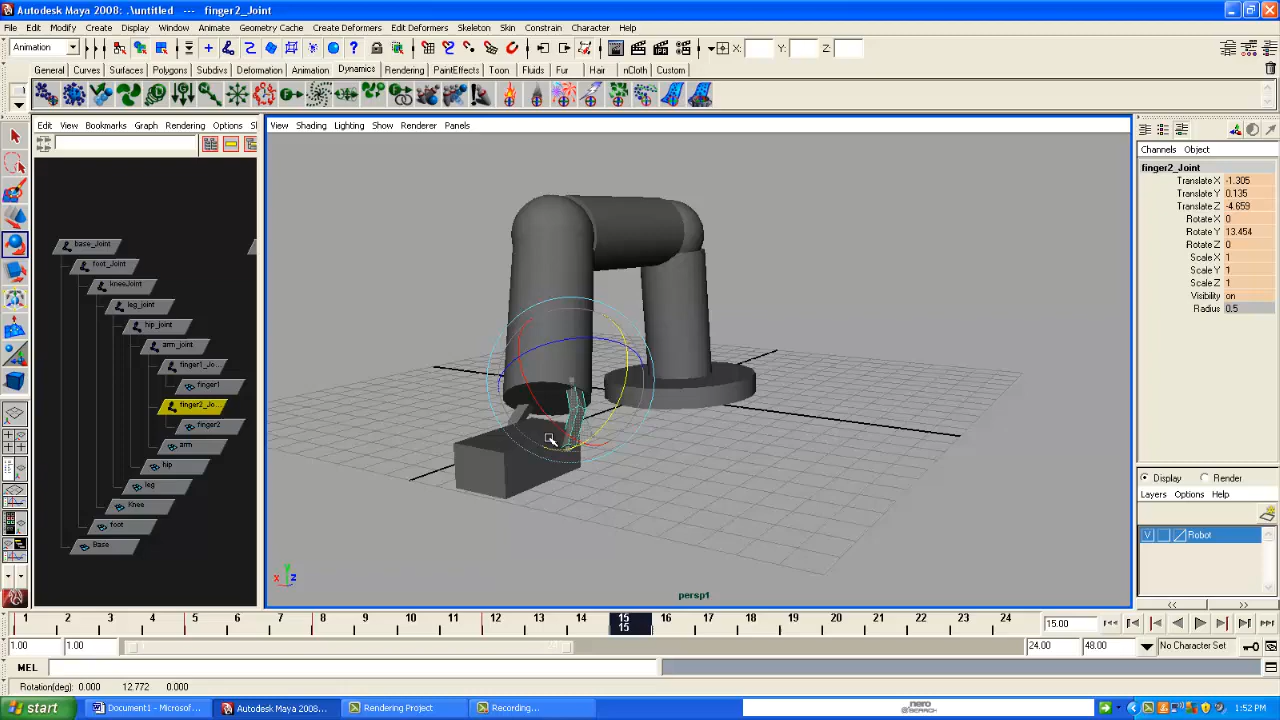 Autodesk Maya 2008: .\untitled --- finger2_Joint
File Edit Modify Create Display Window Animate Geometry Cache Create Deformers Edit Deformers Skeleton Skin Constrain Character Help
Animation X: Y: Z:
General Curves Surfaces Polygons Subdivs Deformation Animation Dynamics Rendering PaintEffects Toon Fluids Fur Hair nCloth Custom
Edit View Bookmarks Graph Rendering Options
View Shading Lighting Show Renderer Panels
Channels Object
finger2_Joint
Translate X -1.305
Translate Y 0.135
Translate Z -4.659
Rotate X 0
Rotate Y 13.454
Rotate Z 0
Scale X 1
Scale Y 1
Scale Z 1
Visibility on
Radius 0.5
base_Joint
foot_Joint
kneeJoint
leg_joint
hip_joint
arm_joint
finger1_Jo...
finger1
finger2_Jo...
finger2
arm
hip
leg
Knee
foot
Base
X Y Z
persp1
Display Render
Layers Options Help
V Robot
<< >>
1 2 3 4 5 6 7 8 9 10 11 12 13 14 15 16 17 18 19 20 21 22 23 24
15
15.00
1.00 1.00 24.00 48.00 No Character Set
MEL
Rotation(deg): 0.000 12.772 0.000
start Document1 - Microsof... Autodesk Maya 2008... Rendering Project Recording... nero SEARCH 1:52 PM